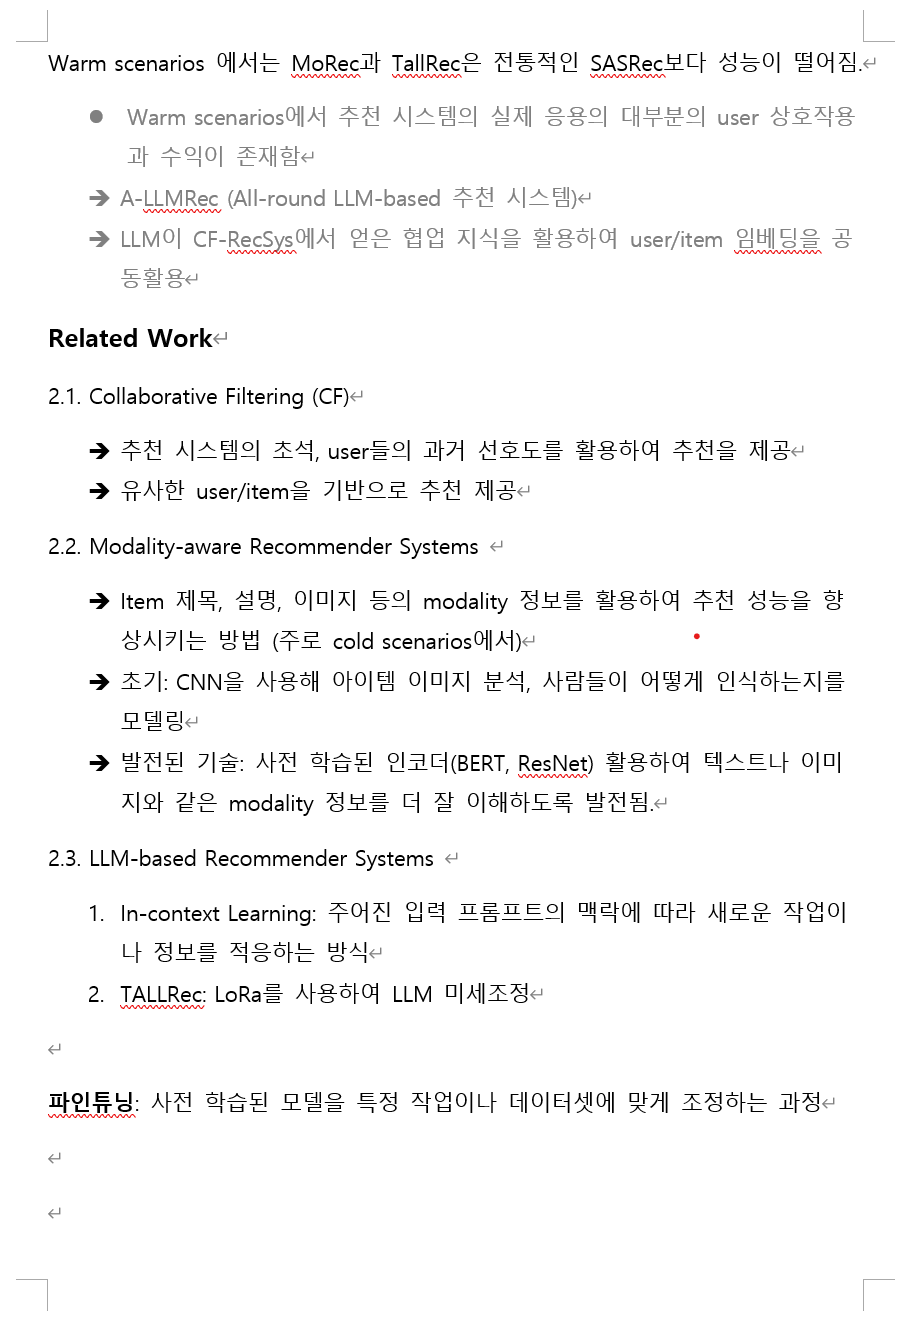 Warm scenarios 에서는 MoRec과 TallRec은 전통적인 SASRec보다 성능이 떨어짐.↵
● Warm scenarios에서 추천 시스템의 실제 응용의 대부분의 user 상호작용
과 수익이 존재함↵
➔ A-LLMRec (All-round LLM-based 추천 시스템)↵
➔ LLM이 CF-RecSys에서 얻은 협업 지식을 활용하여 user/item 임베딩을 공
동활용↵
Related Work↵
2.1. Collaborative Filtering (CF)↵
➔ 추천 시스템의 초석, user들의 과거 선호도를 활용하여 추천을 제공↵
➔ 유사한 user/item을 기반으로 추천 제공↵
2.2. Modality-aware Recommender Systems ↵
➔ Item 제목, 설명, 이미지 등의 modality 정보를 활용하여 추천 성능을 향
상시키는 방법 (주로 cold scenarios에서)↵
➔ 초기: CNN을 사용해 아이템 이미지 분석, 사람들이 어떻게 인식하는지를
모델링↵
➔ 발전된 기술: 사전 학습된 인코더(BERT, ResNet) 활용하여 텍스트나 이미
지와 같은 modality 정보를 더 잘 이해하도록 발전됨.↵
2.3. LLM-based Recommender Systems ↵
1. In-context Learning: 주어진 입력 프롬프트의 맥락에 따라 새로운 작업이
나 정보를 적응하는 방식↵
2. TALLRec: LoRa를 사용하여 LLM 미세조정↵
↵
파인튜닝: 사전 학습된 모델을 특정 작업이나 데이터셋에 맞게 조정하는 과정↵
↵
↵